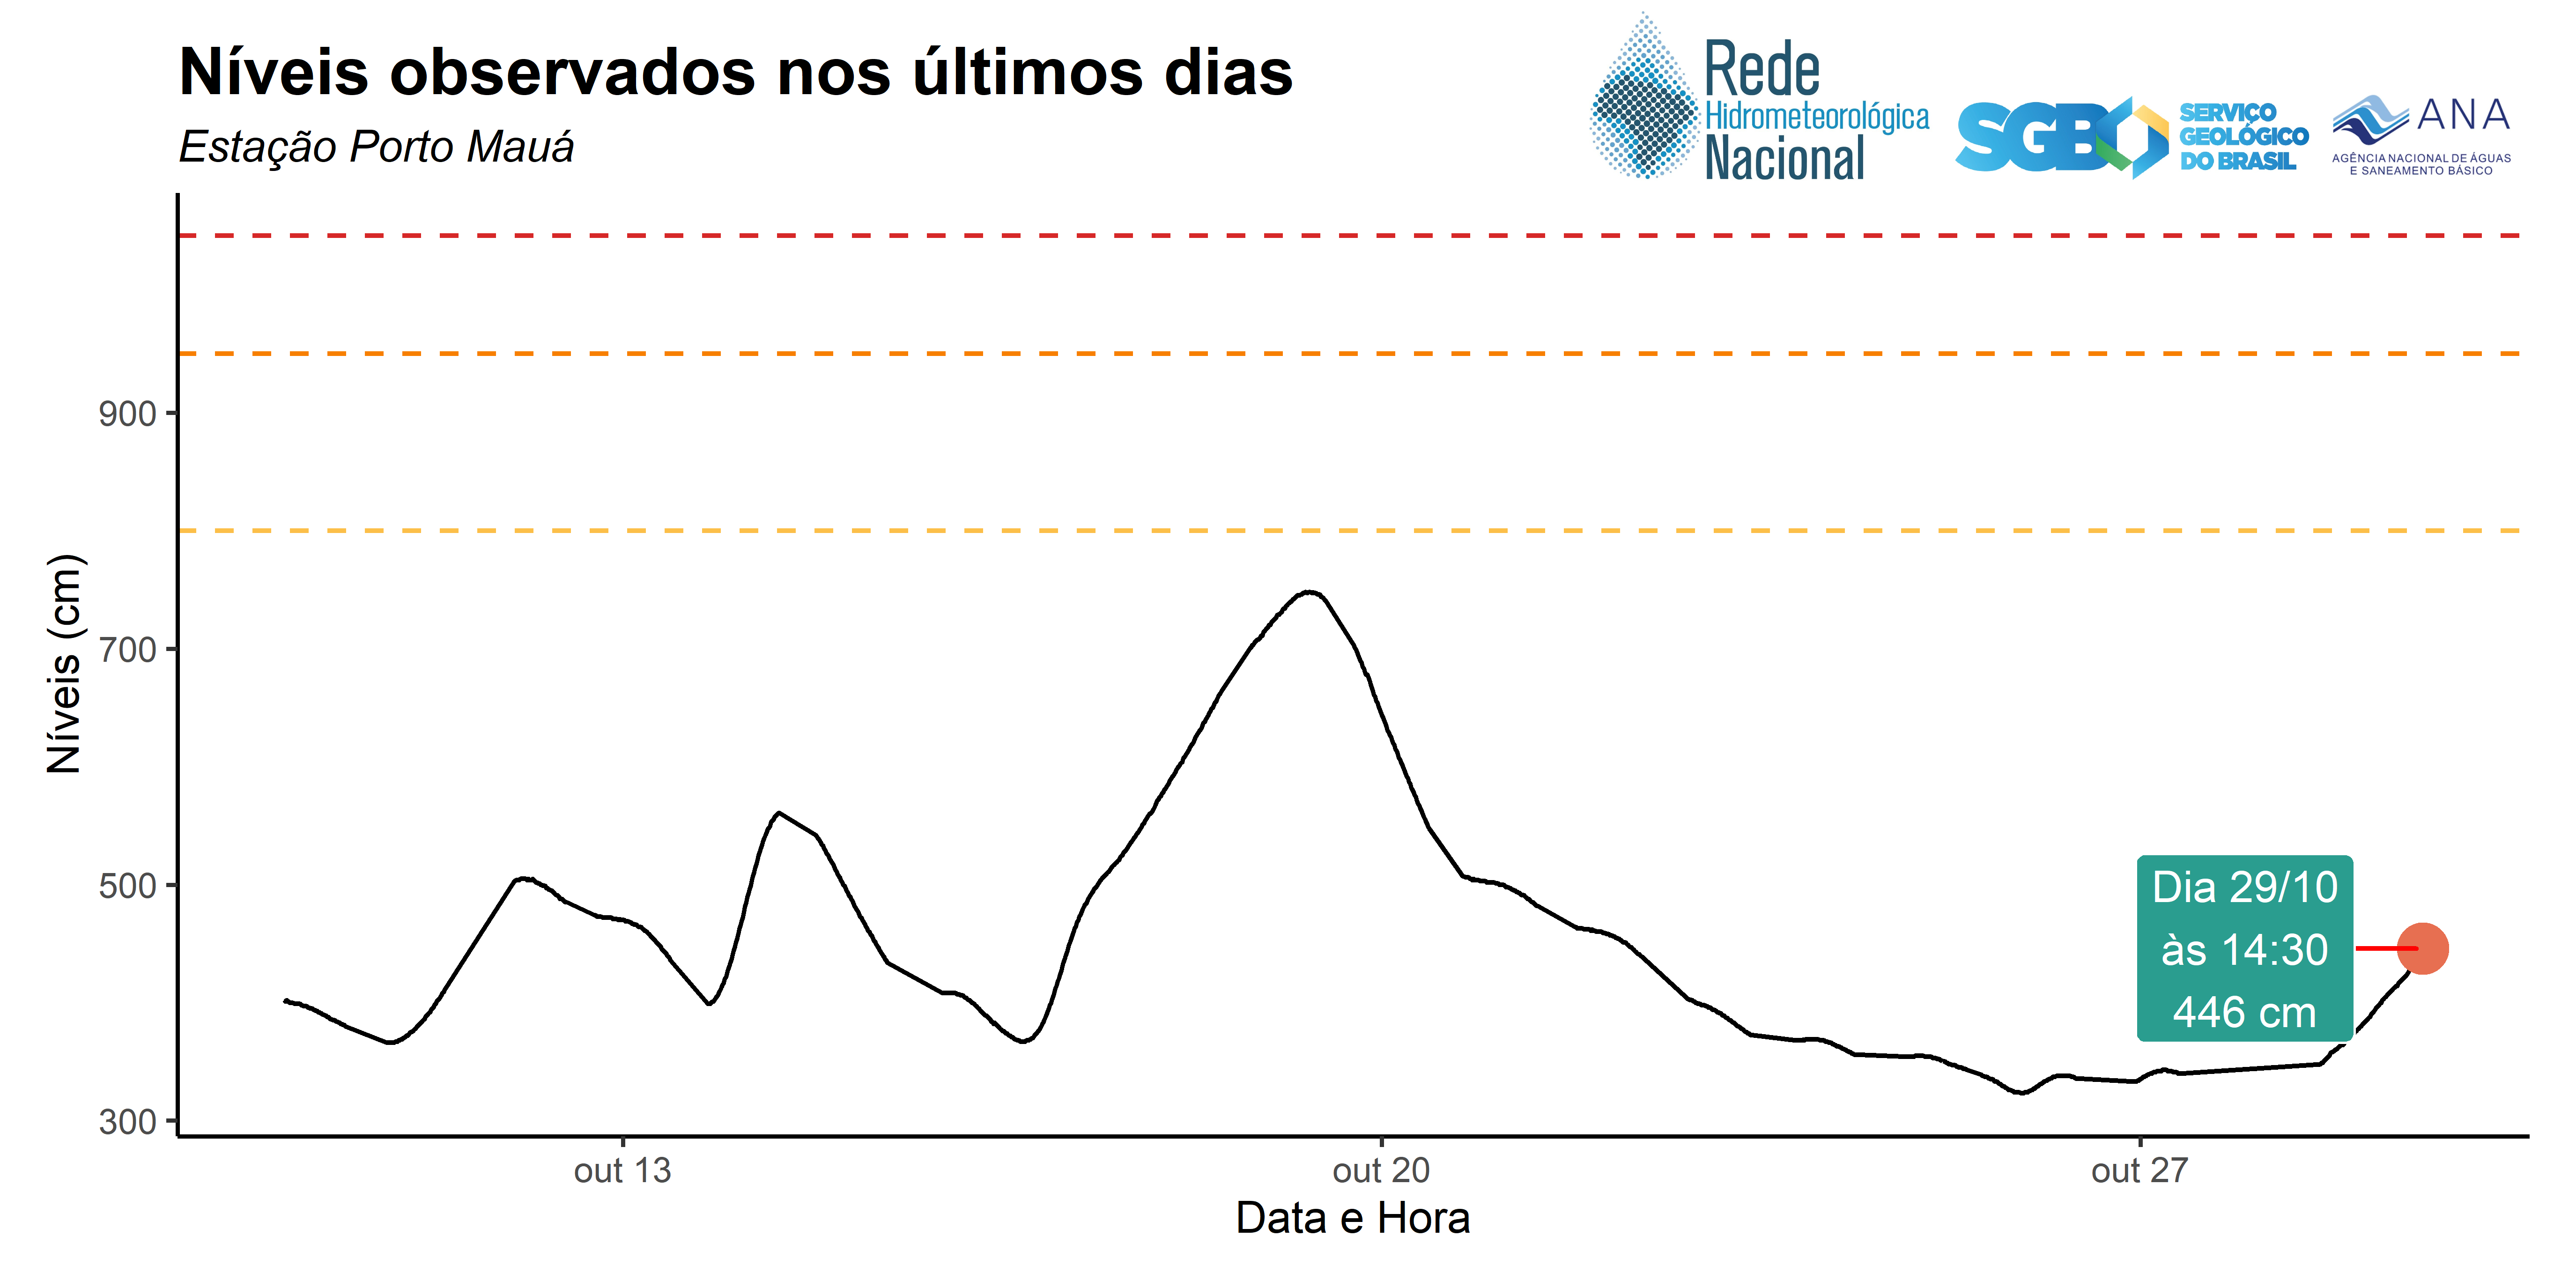 Níveis observados nos últimos dias
Estação Porto Mauá
Rede
Hidrometeorológica
Nacional
SGB
SERVIÇO
GEOLÓGICO
DO BRASIL
ANA
AGÊNCIA NACIONAL DE ÁGUAS
E SANEAMENTO BÁSICO
Níveis (cm)
900
700
500
300
Dia 29/10
às 14:30
446 cm
out 13
out 20
out 27
Data e Hora